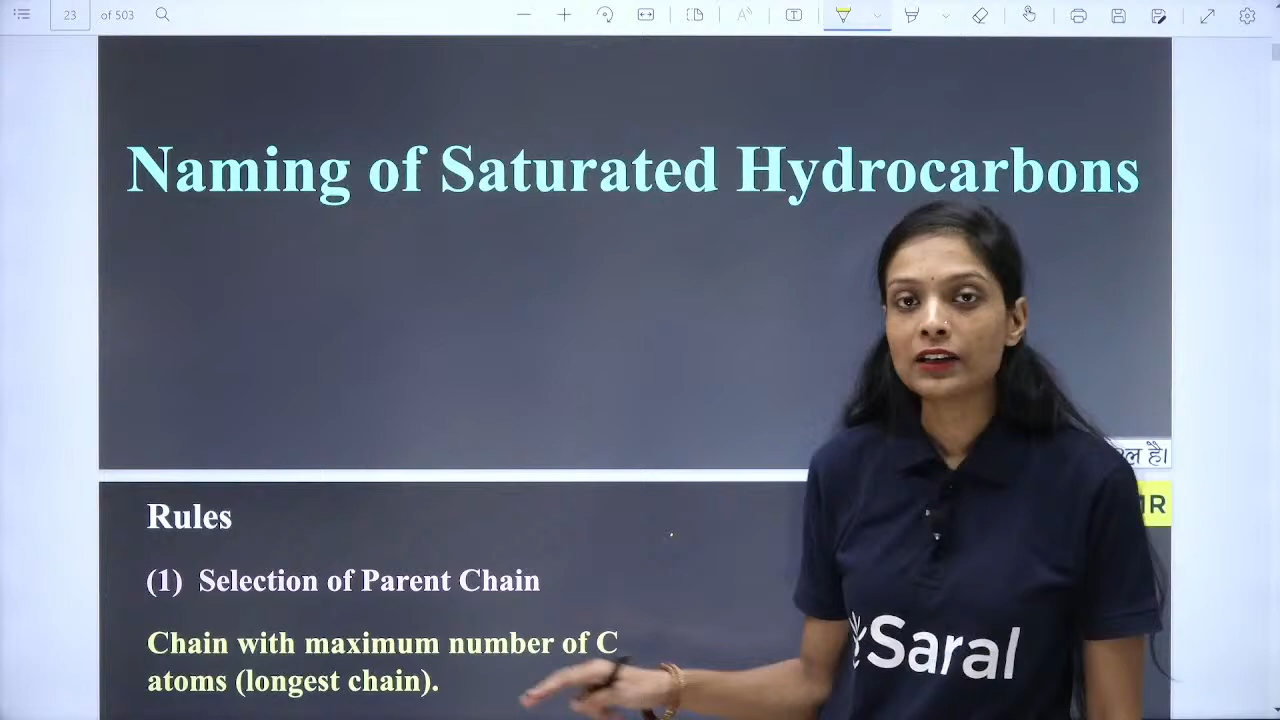 23 of 503
Naming of Saturated Hydrocarbons
है।
Rules
R
(1) Selection of Parent Chain
Chain with maximum number of C
atoms (longest chain).
eSaral